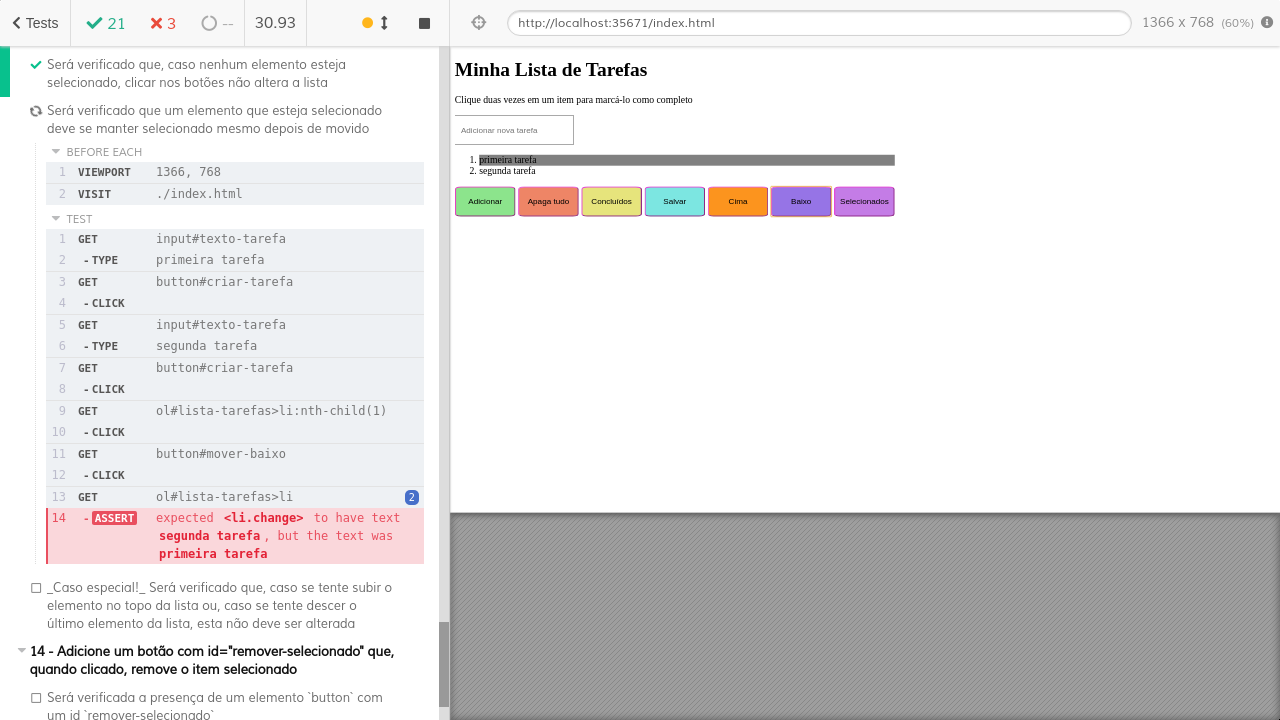 Tests
21
3
--
30.93
http://localhost:35671/index.html
1366 x 768 (60%)
Será verificado que, caso nenhum elemento esteja
selecionado, clicar nos botões não altera a lista
Será verificado que um elemento que esteja selecionado
deve se manter selecionado mesmo depois de movido
BEFORE EACH
1 VIEWPORT 1366, 768
2 VISIT ./index.html
TEST
1 GET input#texto-tarefa
2 -TYPE primeira tarefa
3 GET button#criar-tarefa
4 -CLICK
5 GET input#texto-tarefa
6 -TYPE segunda tarefa
7 GET button#criar-tarefa
8 -CLICK
9 GET ol#lista-tarefas>li:nth-child(1)
10 -CLICK
11 GET button#mover-baixo
12 -CLICK
13 GET ol#lista-tarefas>li 2
14 -ASSERT expected <li.change> to have text
segunda tarefa, but the text was
primeira tarefa
_Caso especial!_ Será verificado que, caso se tente subir o
elemento no topo da lista ou, caso se tente descer o
último elemento da lista, esta não deve ser alterada
14 - Adicione um botão com id="remover-selecionado" que,
quando clicado, remove o item selecionado
Será verificada a presença de um elemento `button` com
um id `remover-selecionado`
Minha Lista de Tarefas
Clique duas vezes em um item para marcá-lo como completo
Adicionar nova tarefa
1. primeira tarefa
2. segunda tarefa
Adicionar
Apaga tudo
Concluídos
Salvar
Cima
Baixo
Selecionados